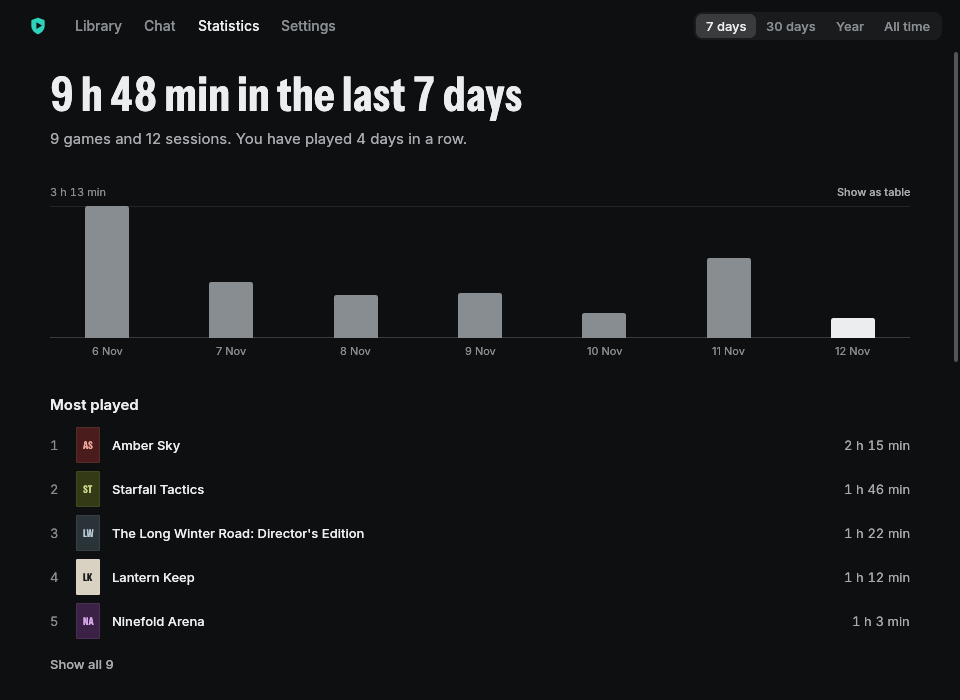 Library Chat Statistics Settings 7 days 30 days Year All time
9 h 48 min in the last 7 days
9 games and 12 sessions. You have played 4 days in a row.
3 h 13 min Show as table
6 Nov 7 Nov 8 Nov 9 Nov 10 Nov 11 Nov 12 Nov
Most played
1 AS Amber Sky 2 h 15 min
2 ST Starfall Tactics 1 h 46 min
3 LW The Long Winter Road: Director's Edition 1 h 22 min
4 LK Lantern Keep 1 h 12 min
5 NA Ninefold Arena 1 h 3 min
Show all 9